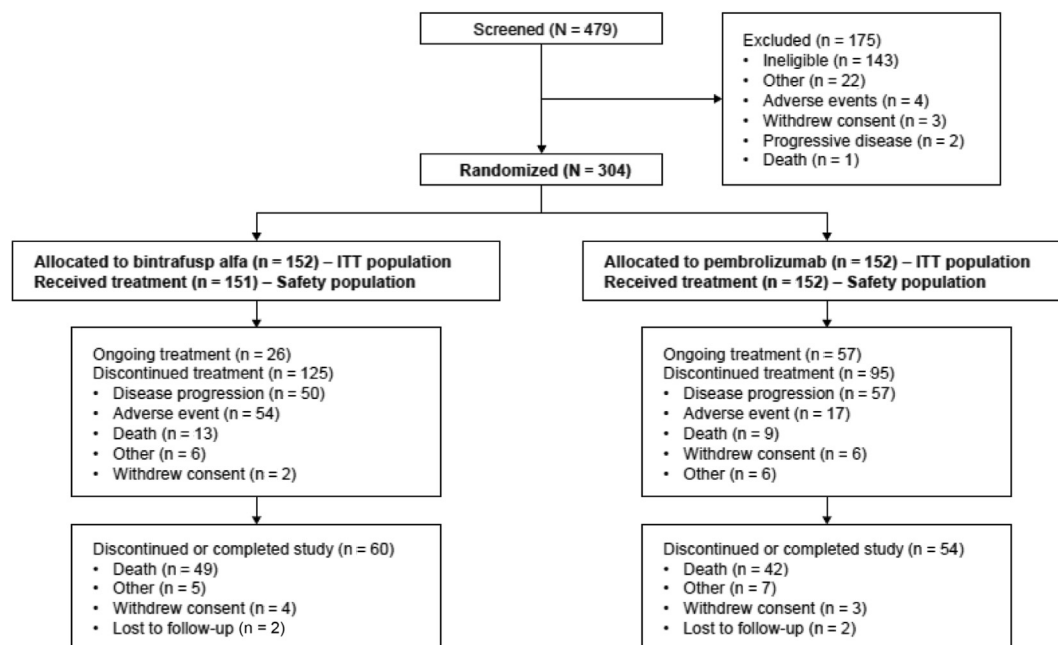 Screened (N = 479)
Excluded (n = 175)
• Ineligible (n = 143)
• Other (n = 22)
• Adverse events (n = 4)
• Withdrew consent (n = 3)
• Progressive disease (n = 2)
• Death (n = 1)
Randomized (N = 304)
Allocated to bintrafusp alfa (n = 152) – ITT population
Received treatment (n = 151) – Safety population
Allocated to pembrolizumab (n = 152) – ITT population
Received treatment (n = 152) – Safety population
Ongoing treatment (n = 26)
Discontinued treatment (n = 125)
• Disease progression (n = 50)
• Adverse event (n = 54)
• Death (n = 13)
• Other (n = 6)
• Withdrew consent (n = 2)
Ongoing treatment (n = 57)
Discontinued treatment (n = 95)
• Disease progression (n = 57)
• Adverse event (n = 17)
• Death (n = 9)
• Withdrew consent (n = 6)
• Other (n = 6)
Discontinued or completed study (n = 60)
• Death (n = 49)
• Other (n = 5)
• Withdrew consent (n = 4)
• Lost to follow-up (n = 2)
Discontinued or completed study (n = 54)
• Death (n = 42)
• Other (n = 7)
• Withdrew consent (n = 3)
• Lost to follow-up (n = 2)